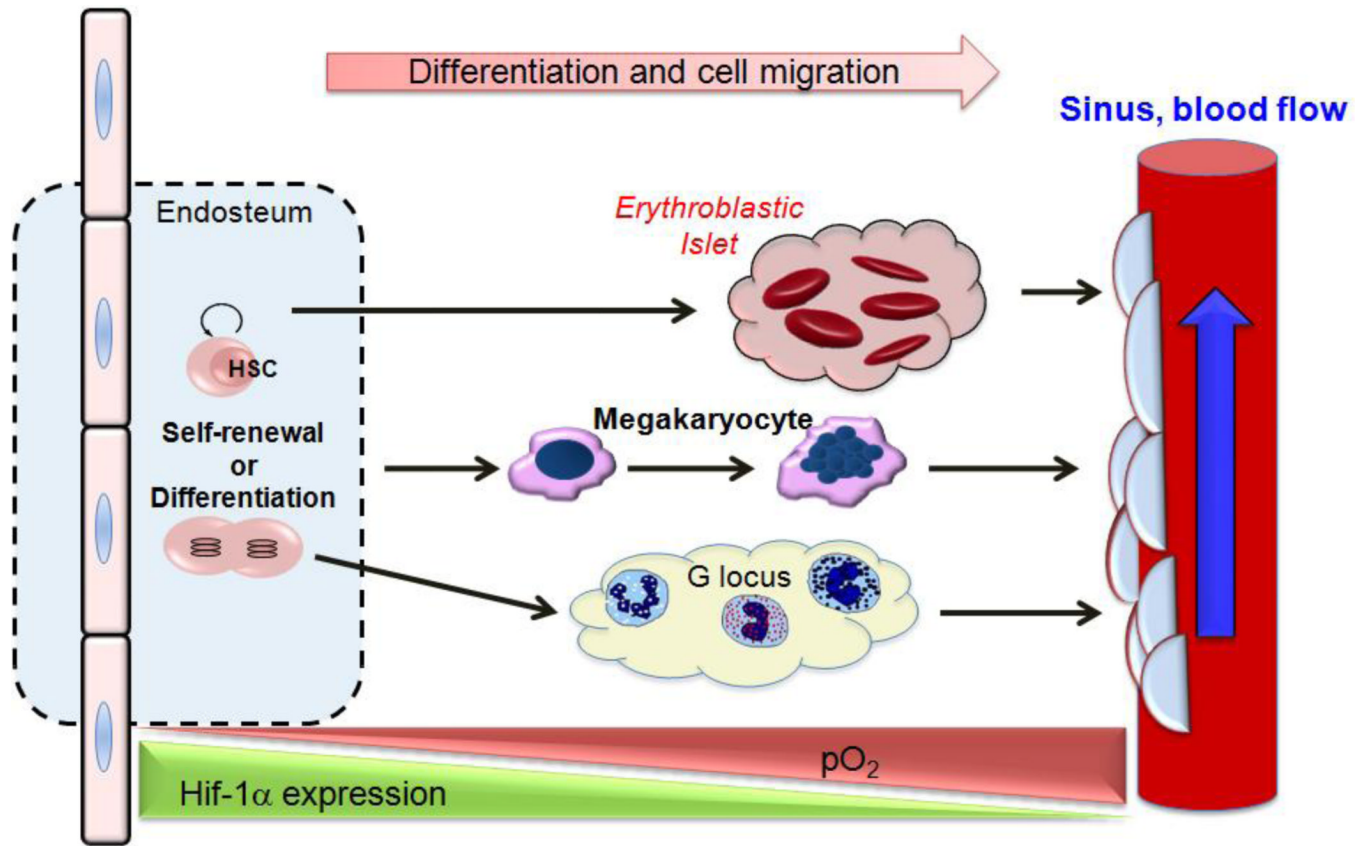 Differentiation and cell migration
Sinus, blood flow
Endosteum
Erythroblastic
Islet
HSC
Megakaryocyte
Self-renewal
or
Differentiation
G locus
pO₂
Hif-1α expression